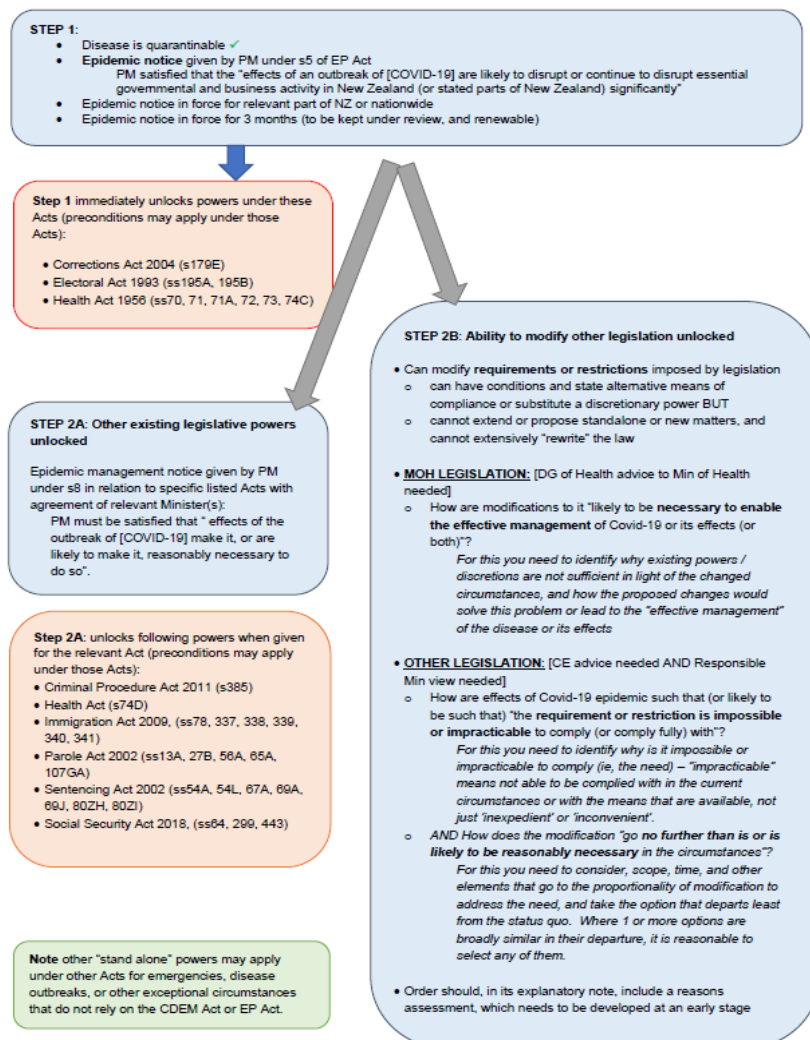 STEP 1:
• Disease is quarantinable ✓
• Epidemic notice given by PM under s5 of EP Act
PM satisfied that the “effects of an outbreak of [COVID-19] are likely to disrupt or continue to disrupt essential
governmental and business activity in New Zealand (or stated parts of New Zealand) significantly”
• Epidemic notice in force for relevant part of NZ or nationwide
• Epidemic notice in force for 3 months (to be kept under review, and renewable)
Step 1 immediately unlocks powers under these
Acts (preconditions may apply under those
Acts):
• Corrections Act 2004 (s179E)
• Electoral Act 1993 (ss195A, 195B)
• Health Act 1956 (ss70, 71, 71A, 72, 73, 74C)
STEP 2A: Other existing legislative powers
unlocked
Epidemic management notice given by PM
under s8 in relation to specific listed Acts with
agreement of relevant Minister(s):
PM must be satisfied that “ effects of the
outbreak of [COVID-19] make it, or are
likely to make it, reasonably necessary to
do so”.
Step 2A: unlocks following powers when given
for the relevant Act (preconditions may apply
under those Acts):
• Criminal Procedure Act 2011 (s385)
• Health Act (s74D)
• Immigration Act 2009, (ss78, 337, 338, 339,
340, 341)
• Parole Act 2002 (ss13A, 27B, 56A, 65A,
107GA)
• Sentencing Act 2002 (ss54A, 54L, 67A, 69A,
69J, 80ZH, 80ZI)
• Social Security Act 2018, (ss64, 299, 443)
Note other “stand alone” powers may apply
under other Acts for emergencies, disease
outbreaks, or other exceptional circumstances
that do not rely on the CDEM Act or EP Act.
STEP 2B: Ability to modify other legislation unlocked
• Can modify requirements or restrictions imposed by legislation
o can have conditions and state alternative means of
compliance or substitute a discretionary power BUT
o cannot extend or propose standalone or new matters, and
cannot extensively “rewrite” the law
• MOH LEGISLATION: [DG of Health advice to Min of Health
needed]
o How are modifications to it “likely to be necessary to enable
the effective management of Covid-19 or its effects (or
both)”?
For this you need to identify why existing powers /
discretions are not sufficient in light of the changed
circumstances, and how the proposed changes would
solve this problem or lead to the “effective management”
of the disease or its effects
• OTHER LEGISLATION: [CE advice needed AND Responsible
Min view needed]
o How are effects of Covid-19 epidemic such that (or likely to
be such that) “the requirement or restriction is impossible
or impracticable to comply (or comply fully) with”?
For this you need to identify why is it impossible or
impracticable to comply (ie, the need) – “impracticable”
means not able to be complied with in the current
circumstances or with the means that are available, not
just ‘inexpedient’ or ‘inconvenient’.
o AND How does the modification “go no further than is or is
likely to be reasonably necessary in the circumstances”?
For this you need to consider, scope, time, and other
elements that go to the proportionality of modification to
address the need, and take the option that departs least
from the status quo. Where 1 or more options are
broadly similar in their departure, it is reasonable to
select any of them.
• Order should, in its explanatory note, include a reasons
assessment, which needs to be developed at an early stage